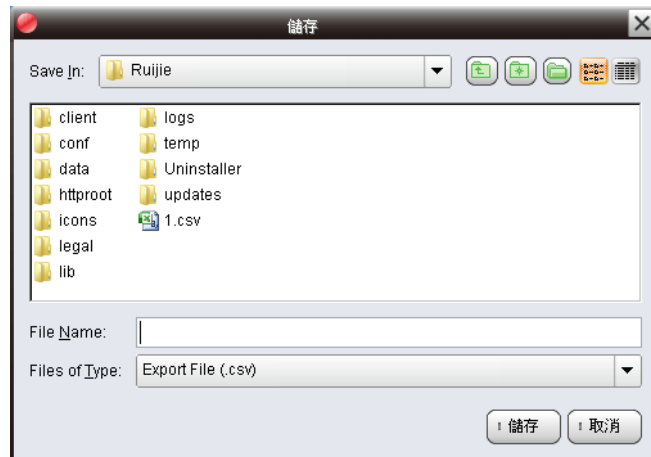 儲存
Save In: Ruijie
client
conf
data
httproot
icons
legal
lib
logs
temp
Uninstaller
updates
1.csv
File Name:
Files of Type: Export File (.csv)
儲存 取消